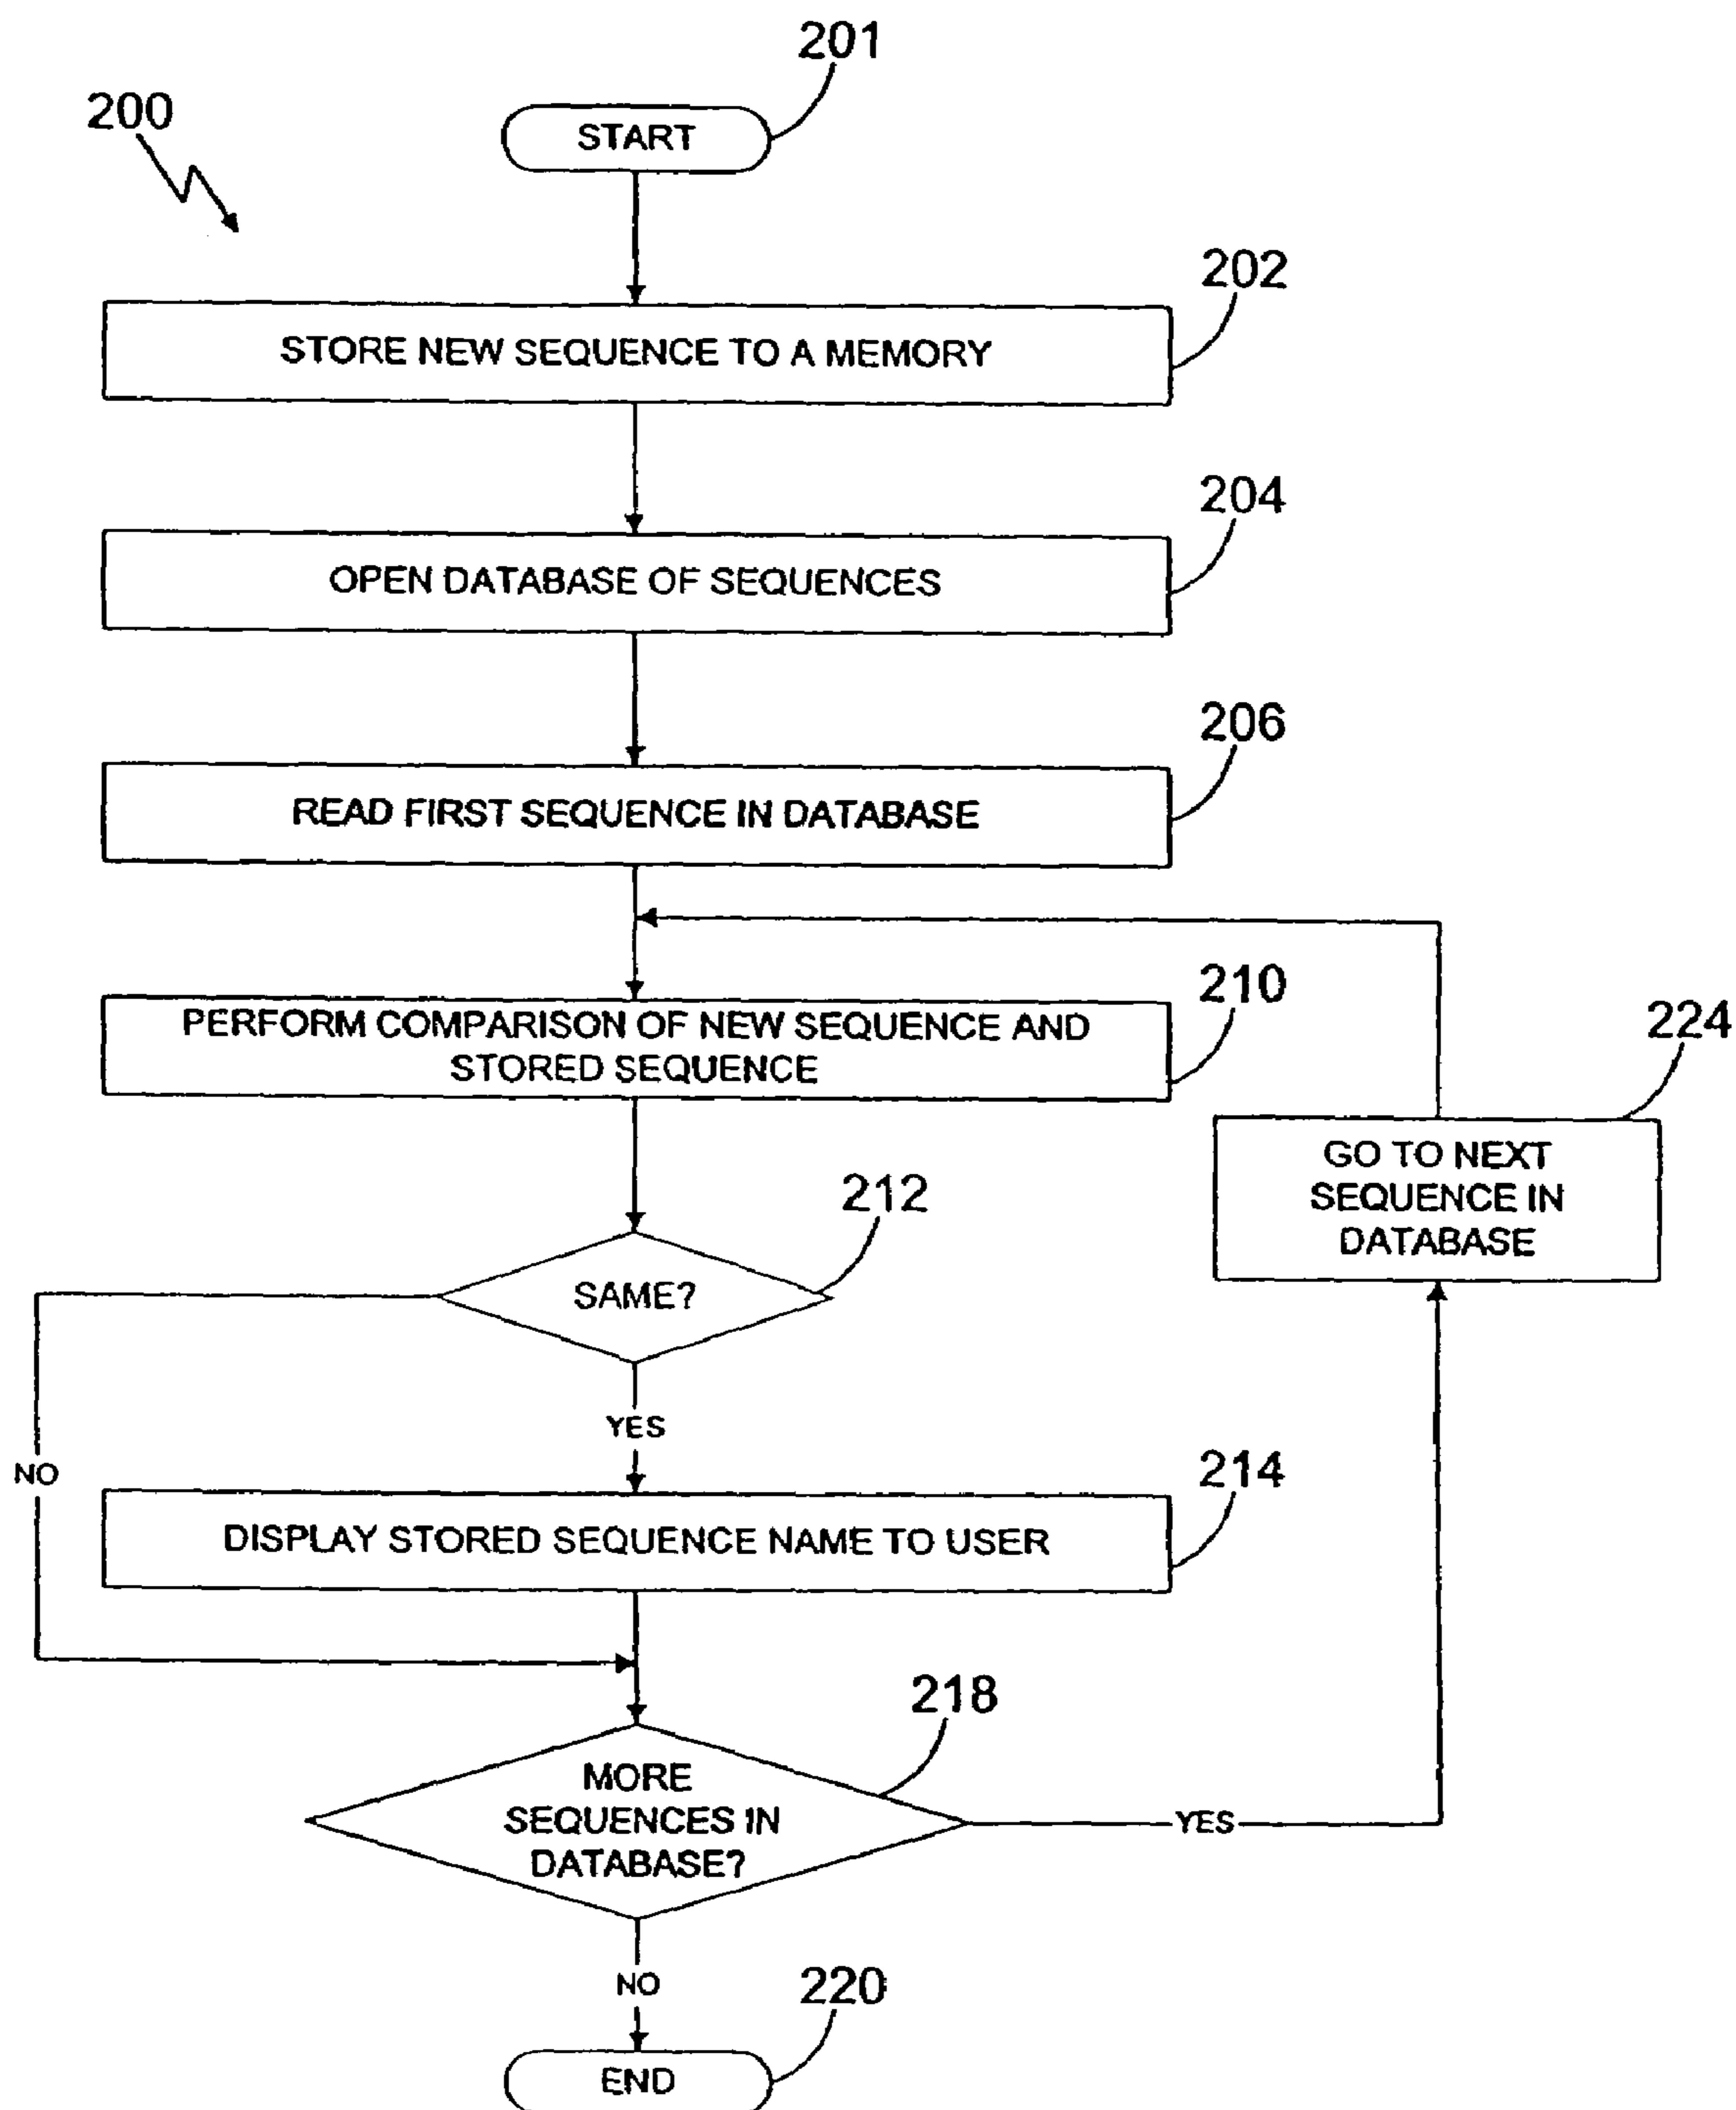 201
200
START
202
STORE NEW SEQUENCE TO A MEMORY
204
OPEN DATABASE OF SEQUENCES
206
READ FIRST SEQUENCE IN DATABASE
210
PERFORM COMPARISON OF NEW SEQUENCE AND
STORED SEQUENCE
224
GO TO NEXT
SEQUENCE IN
DATABASE
212
SAME?
YES
NO
214
DISPLAY STORED SEQUENCE NAME TO USER
218
MORE
SEQUENCES IN
DATABASE?
YES
NO
220
END